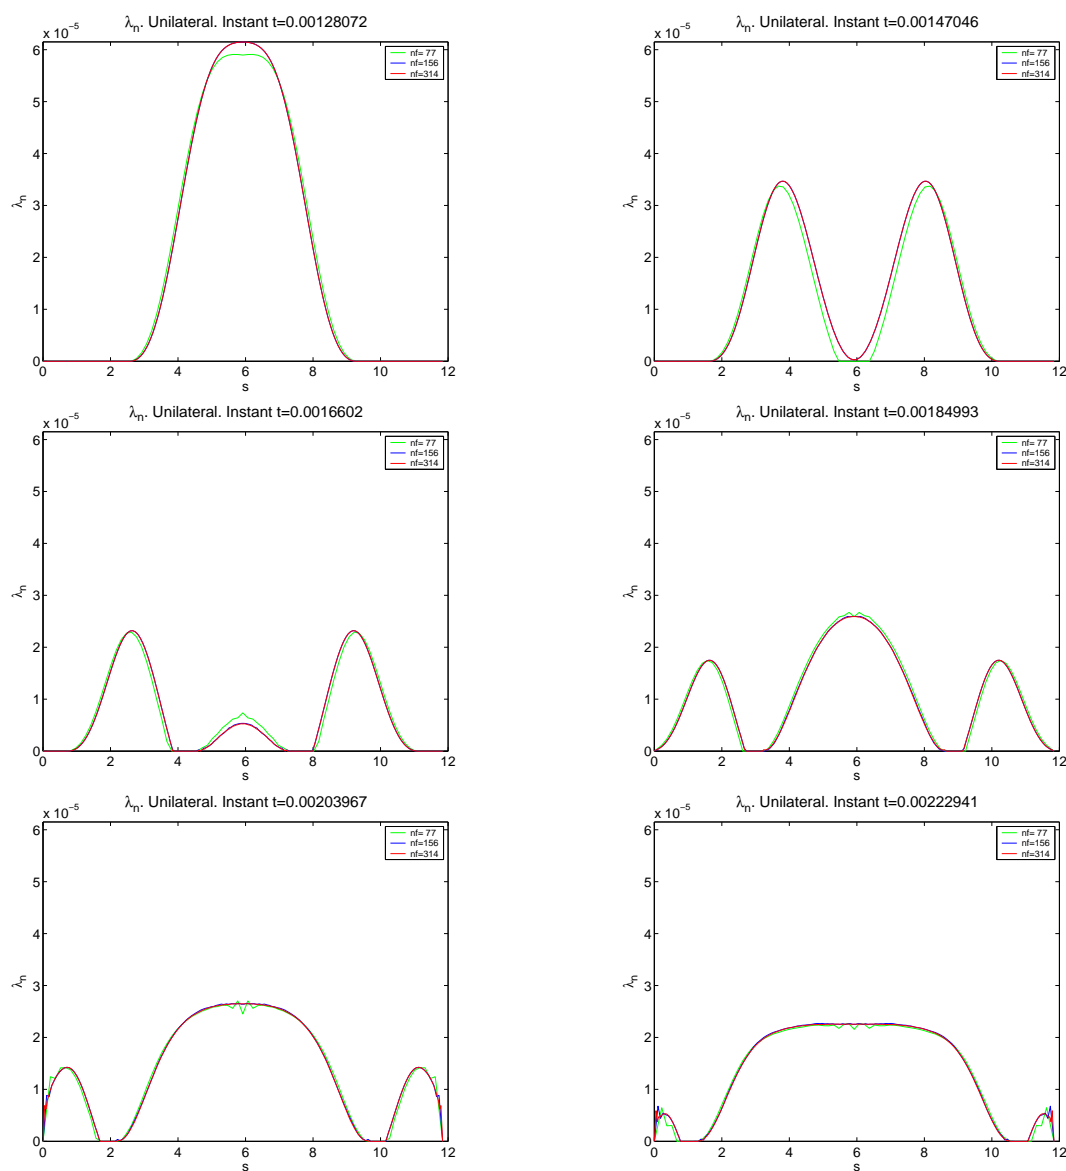 λn. Unilateral. Instant t=0.00128072
x 10^−5
nf= 77
nf=156
nf=314
6
5
4
3
2
1
0
λn
0 2 4 6 8 10 12
s
λn. Unilateral. Instant t=0.00147046
x 10^−5
nf= 77
nf=156
nf=314
6
5
4
3
2
1
0
λn
0 2 4 6 8 10 12
s
λn. Unilateral. Instant t=0.0016602
x 10^−5
nf= 77
nf=156
nf=314
6
5
4
3
2
1
0
λn
0 2 4 6 8 10 12
s
λn. Unilateral. Instant t=0.00184993
x 10^−5
nf= 77
nf=156
nf=314
6
5
4
3
2
1
0
λn
0 2 4 6 8 10 12
s
λn. Unilateral. Instant t=0.00203967
x 10^−5
nf= 77
nf=156
nf=314
6
5
4
3
2
1
0
λn
0 2 4 6 8 10 12
s
λn. Unilateral. Instant t=0.00222941
x 10^−5
nf= 77
nf=156
nf=314
6
5
4
3
2
1
0
λn
0 2 4 6 8 10 12
s